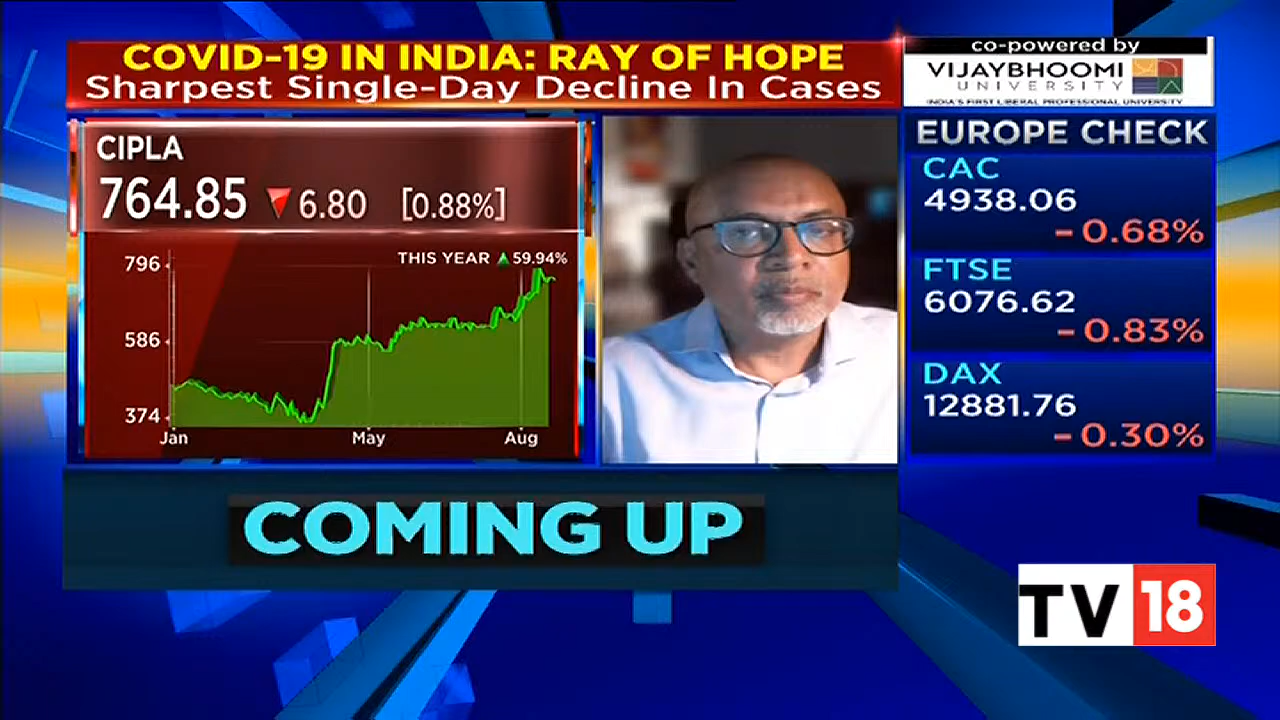 COVID-19 IN INDIA: RAY OF HOPE
Sharpest Single-Day Decline In Cases
co-powered by
VIJAYBHOOMI
UNIVERSITY
INDIA'S FIRST LIBERAL PROFESSIONAL UNIVERSITY
CIPLA
764.85 ▼ 6.80 [0.88%]
THIS YEAR ▲ 59.94%
796
586
374
Jan May Aug
EUROPE CHECK
CAC
4938.06
- 0.68%
FTSE
6076.62
- 0.83%
DAX
12881.76
- 0.30%
COMING UP
TV 18